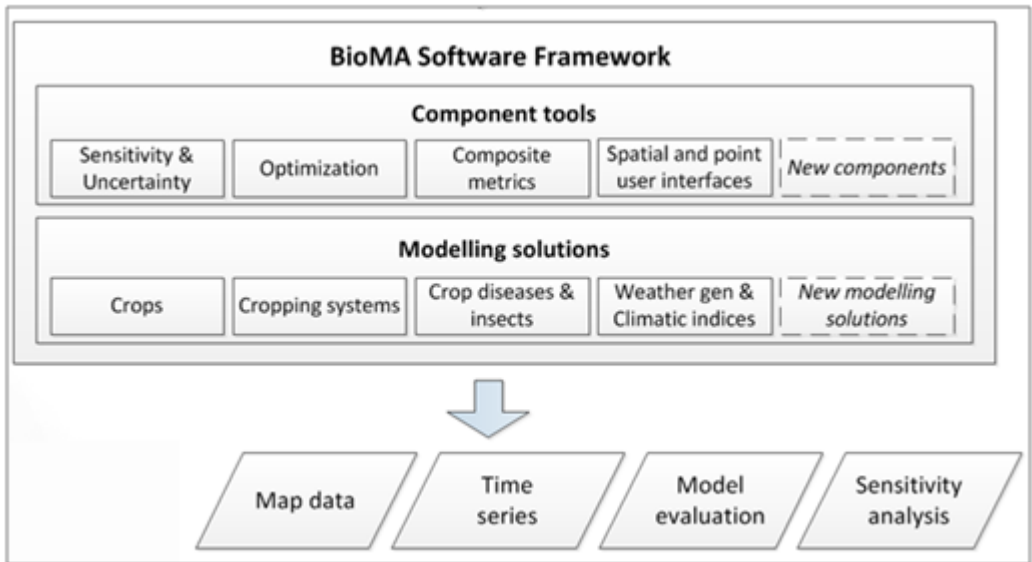 BioMA Software Framework
Component tools
Sensitivity &
Uncertainty
Optimization
Composite
metrics
Spatial and point
user interfaces
New components
Modelling solutions
Crops
Cropping systems
Crop diseases &
insects
Weather gen &
Climatic indices
New modelling
solutions
Map data
Time
series
Model
evaluation
Sensitivity
analysis